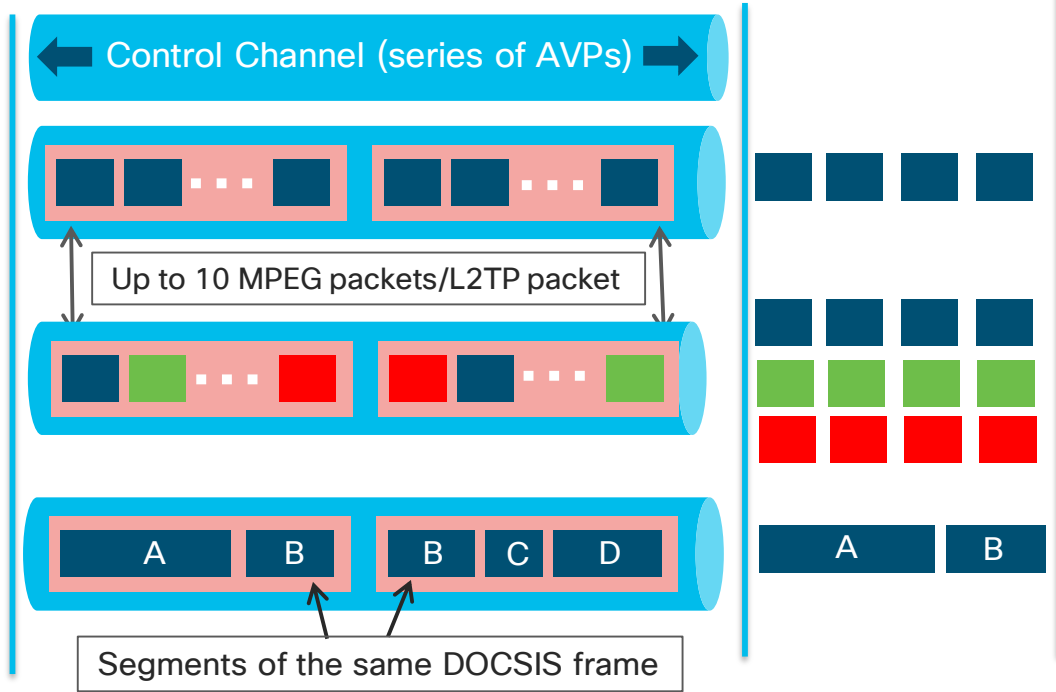 Control Channel (series of AVPs)
Up to 10 MPEG packets/L2TP packet
A B B C D
A B
Segments of the same DOCSIS frame